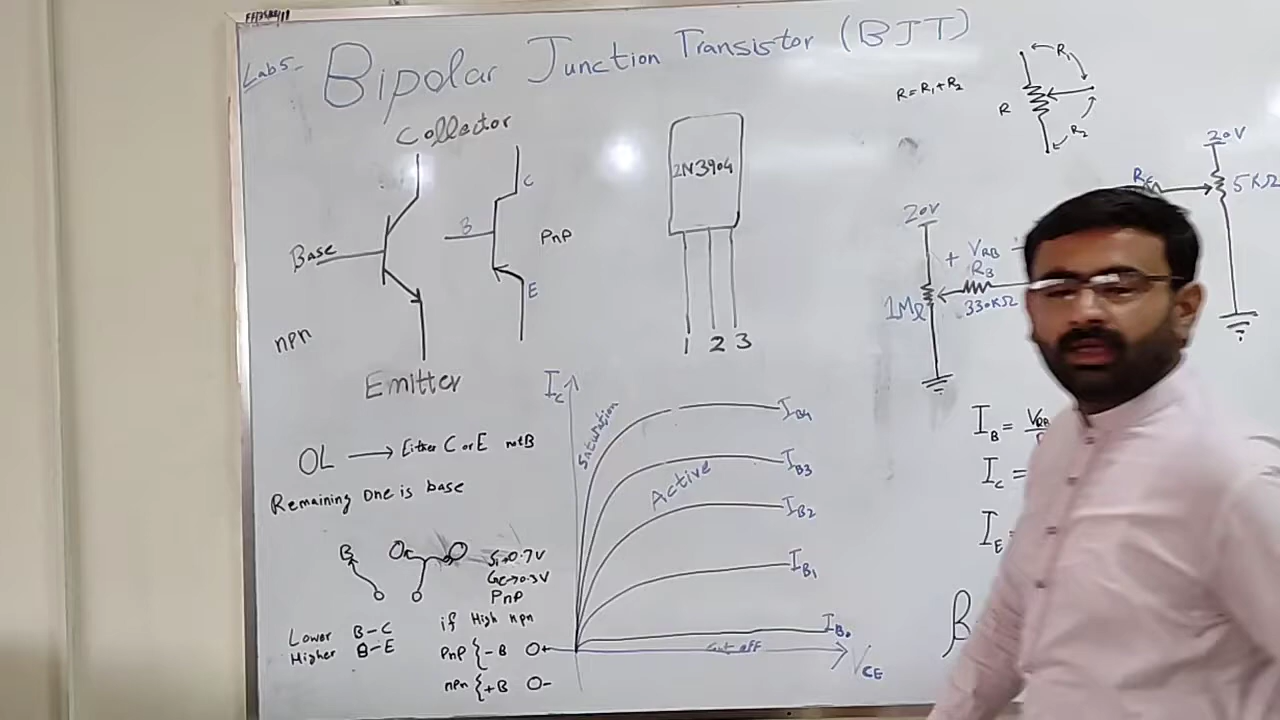 Lab 5-
Bipolar Junction Transistor (BJT)
Collector
Base
npn
Emitter
C
B
PnP
E
2N3904
1 2 3
R=R1+R2
R
R1
R2
20V
5KΩ
20V
+ VRB
RB
330KΩ
1MΩ
OL → Either C or E not B
Remaining One is base
B
Si→0.7V
Ge→0.3V
PnP
if High npn
Lower B-C
Higher B-E
PnP {-B O+
npn {+B O-
IC
Saturation
Active
Cut off
IB4
IB3
IB2
IB1
IB0
VCE
IB =
IC =
IE =
β